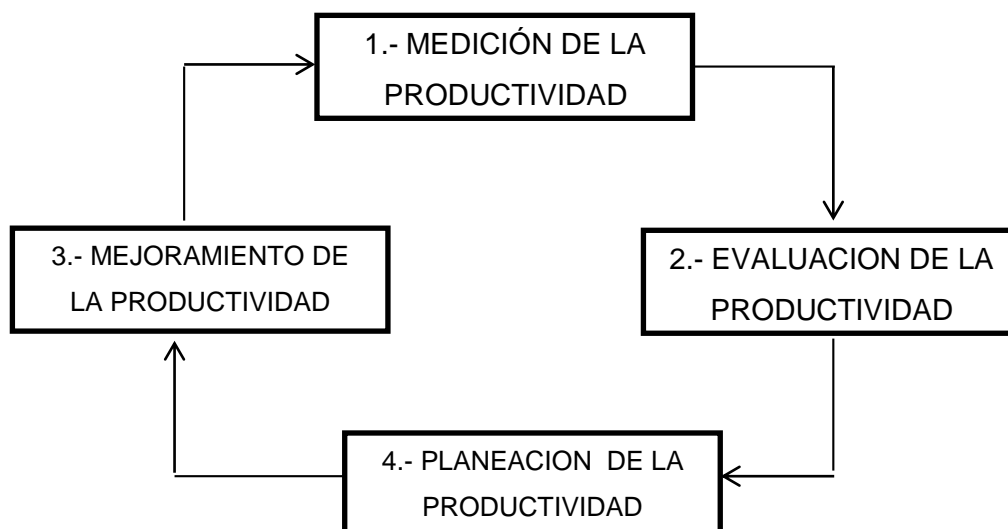 1.- MEDICIÓN DE LA
PRODUCTIVIDAD
3.- MEJORAMIENTO DE
LA PRODUCTIVIDAD
2.- EVALUACION DE LA
PRODUCTIVIDAD
4.- PLANEACION DE LA
PRODUCTIVIDAD